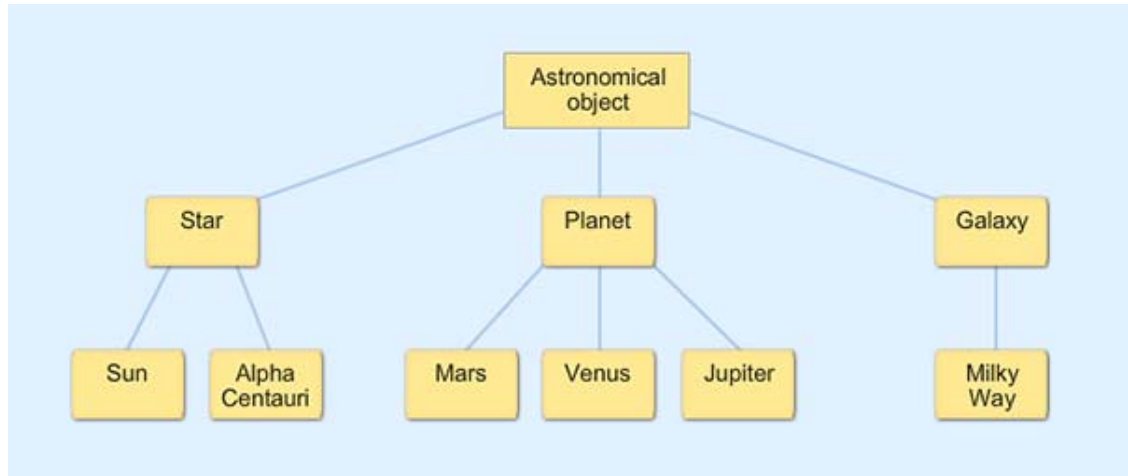 Astronomical
object
Star
Planet
Galaxy
Sun
Alpha
Centauri
Mars
Venus
Jupiter
Milky
Way